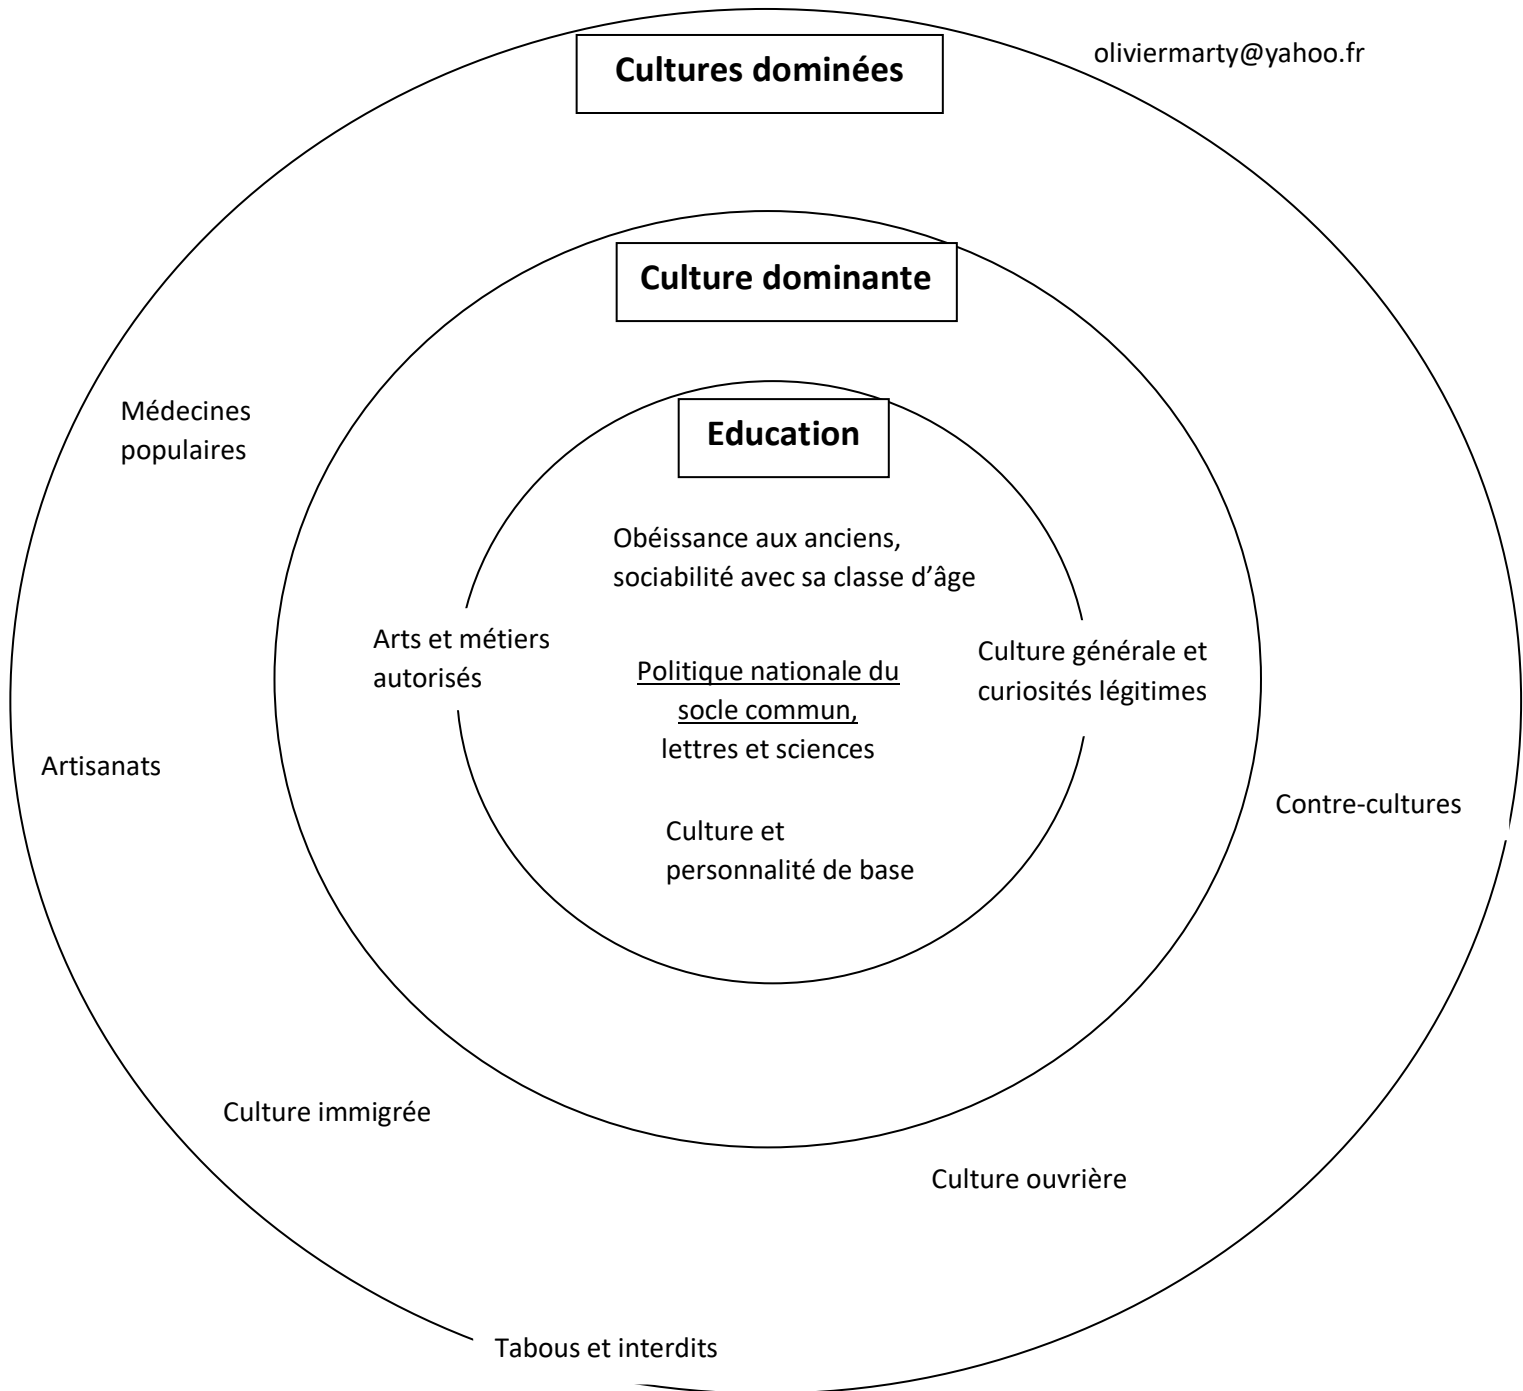 oliviermarty@yahoo.fr
Cultures dominées
Culture dominante
Médecines
populaires
Education
Obéissance aux anciens,
sociabilité avec sa classe d’âge
Arts et métiers
autorisés
Politique nationale du
socle commun,
lettres et sciences
Culture générale et
curiosités légitimes
Artisanats
Contre-cultures
Culture et
personnalité de base
Culture immigrée
Culture ouvrière
Tabous et interdits